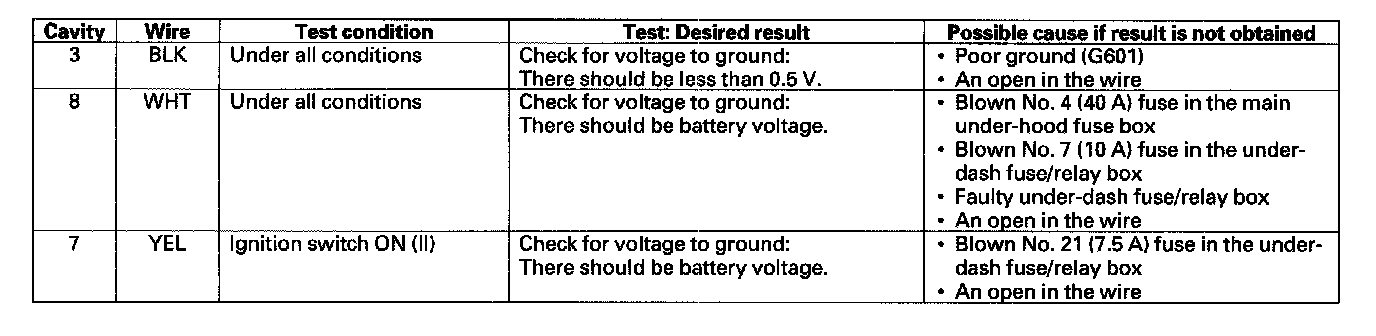 Cavity Wire Test condition Test: Desired result Possible cause if result is not obtained
3 BLK Under all conditions Check for voltage to ground: • Poor ground (G601)
There should be less than 0.5 V. • An open in the wire
8 WHT Under all conditions Check for voltage to ground: • Blown No. 4 (40 A) fuse in the main
There should be battery voltage. under-hood fuse box
• Blown No. 7 (10 A) fuse in the under-
dash fuse/relay box
• Faulty under-dash fuse/relay box
• An open in the wire
7 YEL Ignition switch ON (II) Check for voltage to ground: • Blown No. 21 (7.5 A) fuse in the under-
There should be battery voltage. dash fuse/relay box
• An open in the wire